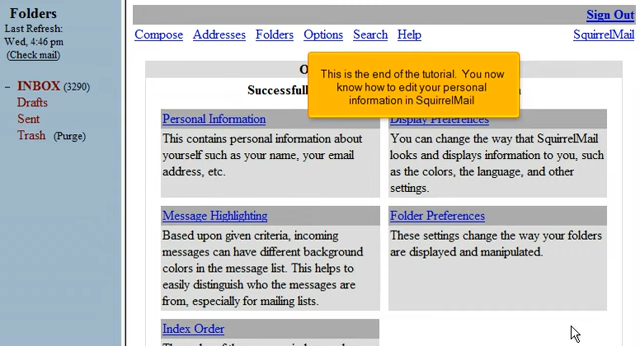 Folders
Last Refresh:
Wed, 4:46 pm
(Check mail)
– INBOX (3290)
Drafts
Sent
Trash (Purge)
Sign Out
Compose Addresses Folders Options Search Help SquirrelMail
This is the end of the tutorial. You now
know how to edit your personal
information in SquirrelMail
Personal Information
This contains personal information about
yourself such as your name, your email
address, etc.
Display Preferences
You can change the way that SquirrelMail
looks and displays information to you, such
as the colors, the language, and other
settings.
Message Highlighting
Based upon given criteria, incoming
messages can have different background
colors in the message list. This helps to
easily distinguish who the messages are
from, especially for mailing lists.
Folder Preferences
These settings change the way your folders
are displayed and manipulated.
Index Order